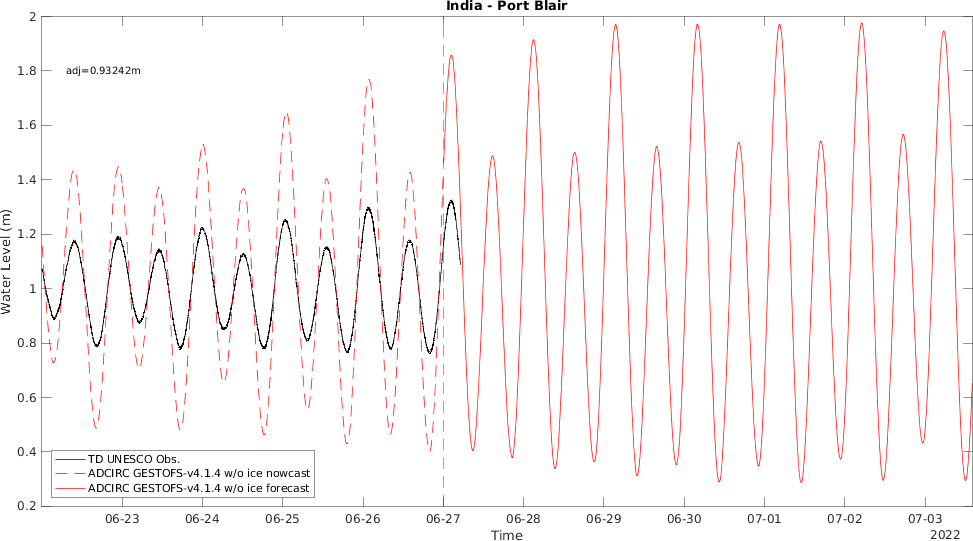 India - Port Blair
2
1.8
1.6
1.4
1.2
1
0.8
0.6
0.4
0.2
Water Level (m)
adj=0.93242m
TD UNESCO Obs.
ADCIRC GESTOFS-v4.1.4 w/o ice nowcast
ADCIRC GESTOFS-v4.1.4 w/o ice forecast
06-23 06-24 06-25 06-26 06-27 06-28 06-29 06-30 07-01 07-02 07-03
Time
2022